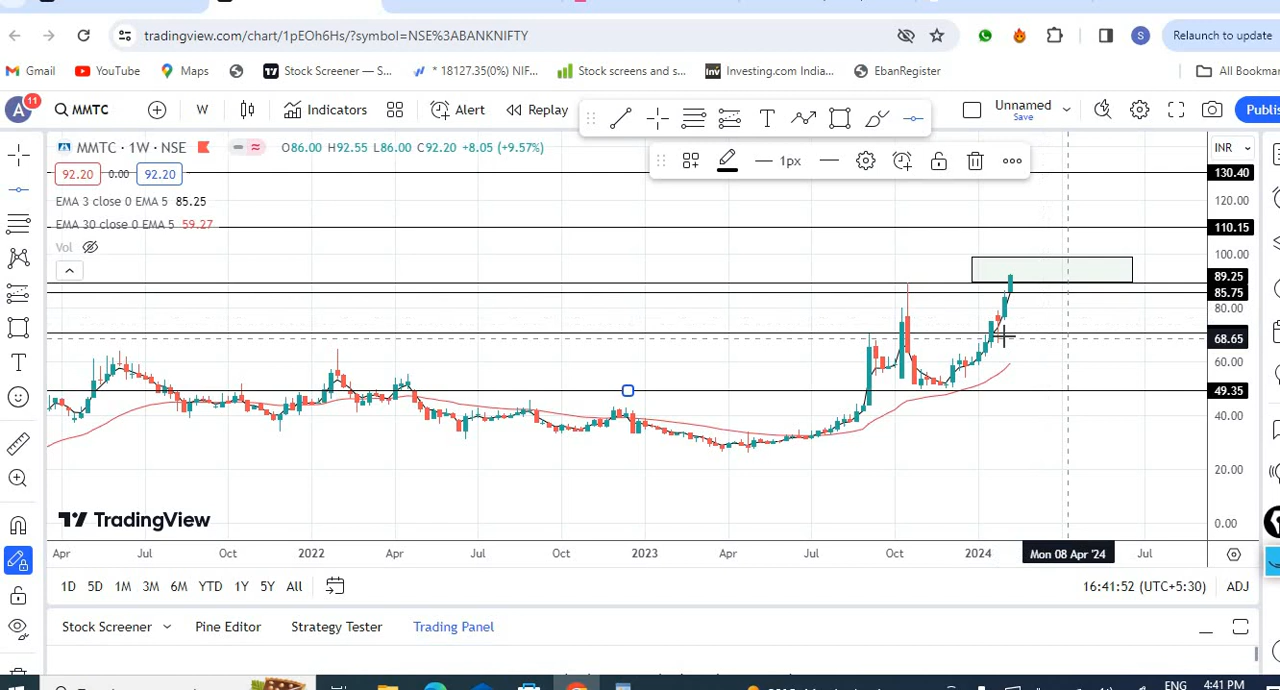 tradingview.com/chart/1pEOh6Hs/?symbol=NSE%3ABANKNIFTY
S
Relaunch to update
Gmail
YouTube
Maps
Stock Screener — S...
* 18127.35(0%) NIF...
Stock screens and s...
Investing.com India...
EbanRegister
All Bookmar
A
11
MMTC
W
Indicators
Alert
Replay
Unnamed
Save
Publis
MMTC · 1W · NSE
O86.00 H92.55 L86.00 C92.20 +8.05 (+9.57%)
1px
INR
92.20 0.00 92.20
EMA 3 close 0 EMA 5 85.25
EMA 30 close 0 EMA 5 59.27
Vol
130.40
120.00
110.15
100.00
89.25
85.75
80.00
68.65
60.00
49.35
40.00
20.00
0.00
TradingView
Apr
Jul
Oct
2022
Apr
Jul
Oct
2023
Apr
Jul
Oct
2024
Mon 08 Apr '24
Jul
1D 5D 1M 3M 6M YTD 1Y 5Y All
16:41:52 (UTC+5:30)
ADJ
Stock Screener
Pine Editor
Strategy Tester
Trading Panel
ENG
4:41 PM